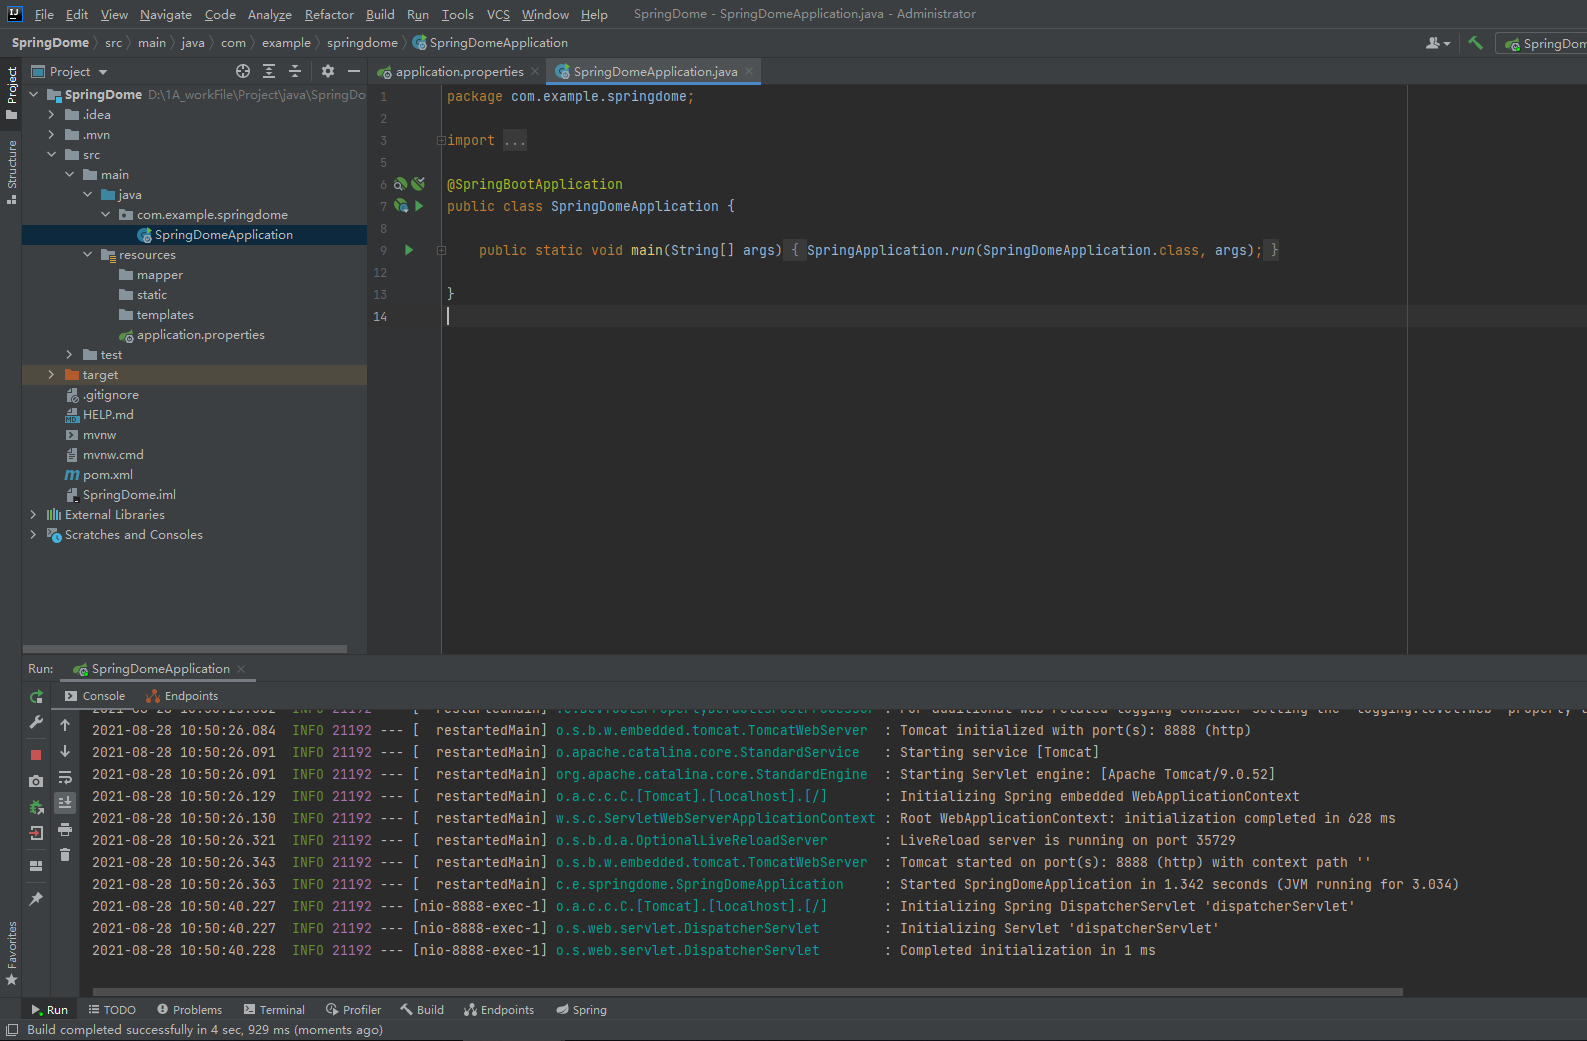 File Edit View Navigate Code Analyze Refactor Build Run Tools VCS Window Help SpringDome - SpringDomeApplication.java - Administrator
SpringDome src main java com example springdome SpringDomeApplication SpringDom
Project
Project
application.properties
SpringDomeApplication.java
Structure
SpringDome D:\1A_workFile\Project\java\SpringDo
.idea
.mvn
src
main
java
com.example.springdome
SpringDomeApplication
resources
mapper
static
templates
application.properties
test
target
.gitignore
HELP.md
mvnw
mvnw.cmd
pom.xml
SpringDome.iml
External Libraries
Scratches and Consoles
1 package com.example.springdome;
2
3 import ...
5
6 @SpringBootApplication
7 public class SpringDomeApplication {
8
9 public static void main(String[] args) { SpringApplication.run(SpringDomeApplication.class, args); }
12
13 }
14
Run: SpringDomeApplication
Console Endpoints
2021-08-28 10:50:26.084 INFO 21192 --- [ restartedMain] o.s.b.w.embedded.tomcat.TomcatWebServer : Tomcat initialized with port(s): 8888 (http)
2021-08-28 10:50:26.091 INFO 21192 --- [ restartedMain] o.apache.catalina.core.StandardService : Starting service [Tomcat]
2021-08-28 10:50:26.091 INFO 21192 --- [ restartedMain] org.apache.catalina.core.StandardEngine : Starting Servlet engine: [Apache Tomcat/9.0.52]
2021-08-28 10:50:26.129 INFO 21192 --- [ restartedMain] o.a.c.c.C.[Tomcat].[localhost].[/] : Initializing Spring embedded WebApplicationContext
2021-08-28 10:50:26.130 INFO 21192 --- [ restartedMain] w.s.c.ServletWebServerApplicationContext : Root WebApplicationContext: initialization completed in 628 ms
2021-08-28 10:50:26.321 INFO 21192 --- [ restartedMain] o.s.b.d.a.OptionalLiveReloadServer : LiveReload server is running on port 35729
2021-08-28 10:50:26.343 INFO 21192 --- [ restartedMain] o.s.b.w.embedded.tomcat.TomcatWebServer : Tomcat started on port(s): 8888 (http) with context path ''
2021-08-28 10:50:26.363 INFO 21192 --- [ restartedMain] c.e.springdome.SpringDomeApplication : Started SpringDomeApplication in 1.342 seconds (JVM running for 3.034)
2021-08-28 10:50:40.227 INFO 21192 --- [nio-8888-exec-1] o.a.c.c.C.[Tomcat].[localhost].[/] : Initializing Spring DispatcherServlet 'dispatcherServlet'
2021-08-28 10:50:40.227 INFO 21192 --- [nio-8888-exec-1] o.s.web.servlet.DispatcherServlet : Initializing Servlet 'dispatcherServlet'
2021-08-28 10:50:40.228 INFO 21192 --- [nio-8888-exec-1] o.s.web.servlet.DispatcherServlet : Completed initialization in 1 ms
Favorites
Run TODO Problems Terminal Profiler Build Endpoints Spring
Build completed successfully in 4 sec, 929 ms (moments ago)